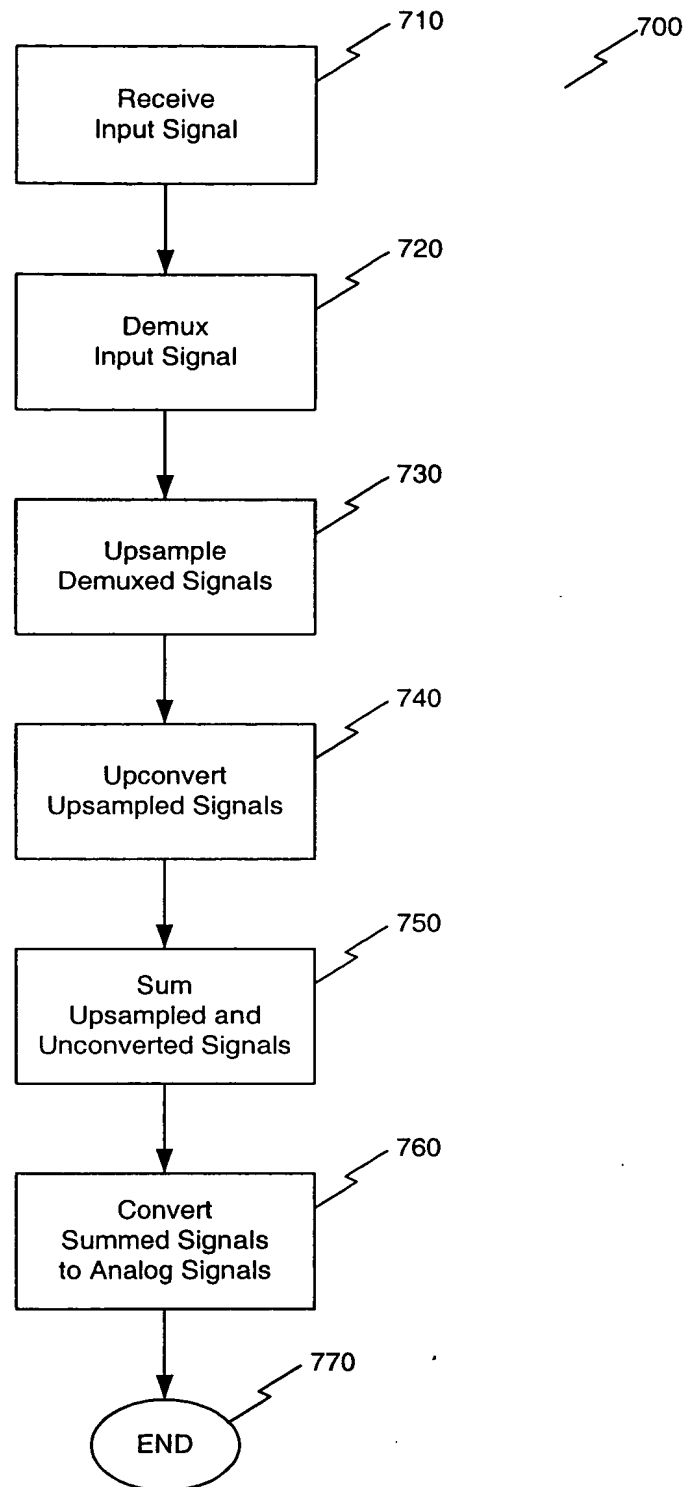 710
700
Receive
Input Signal
720
Demux
Input Signal
730
Upsample
Demuxed Signals
740
Upconvert
Upsampled Signals
750
Sum
Upsampled and
Unconverted Signals
760
Convert
Summed Signals
to Analog Signals
770
END